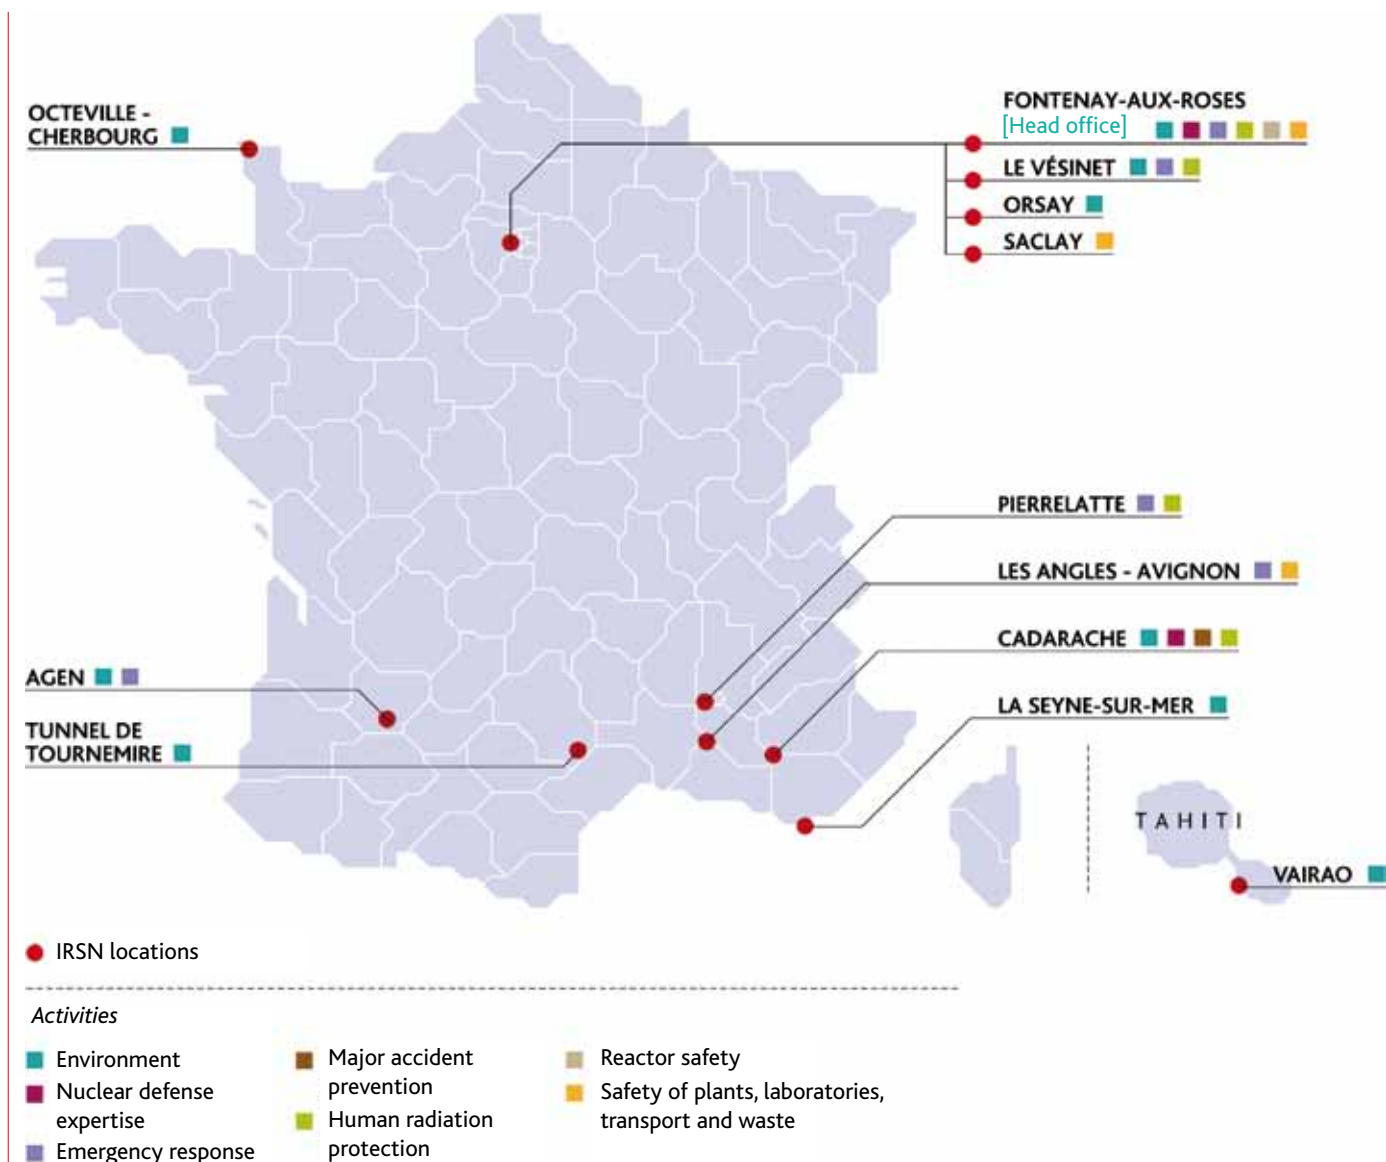 OCTEVILLE -
CHERBOURG
FONTENAY-AUX-ROSES
[Head office]
LE VÉSINET
ORSAY
SACLAY
PIERRELATTE
LES ANGLES - AVIGNON
CADARACHE
LA SEYNE-SUR-MER
AGEN
TUNNEL DE
TOURNEMIRE
TAHITI
VAIRAO
IRSN locations
Activities
Environment
Nuclear defense
expertise
Emergency response
Major accident
prevention
Human radiation
protection
Reactor safety
Safety of plants, laboratories,
transport and waste